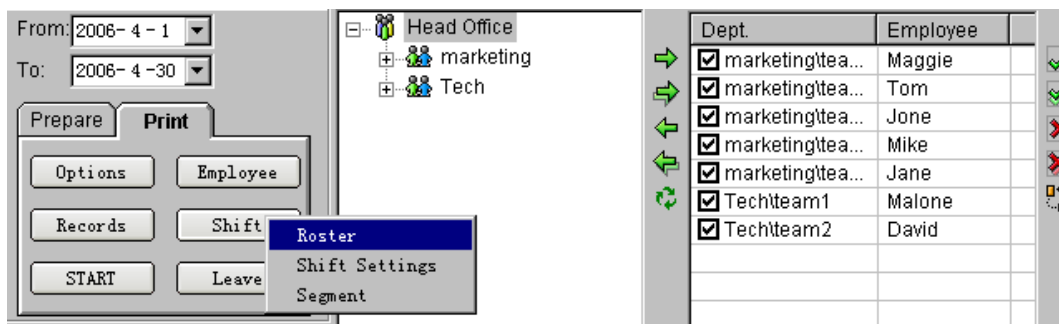 From: 2006- 4 - 1
To: 2006- 4 -30
Prepare Print
Options Employee
Records Shift
START Leave
Roster
Shift Settings
Segment
Head Office
marketing
Tech
Dept. Employee
marketing\tea... Maggie
marketing\tea... Tom
marketing\tea... Jone
marketing\tea... Mike
marketing\tea... Jane
Tech\team1 Malone
Tech\team2 David